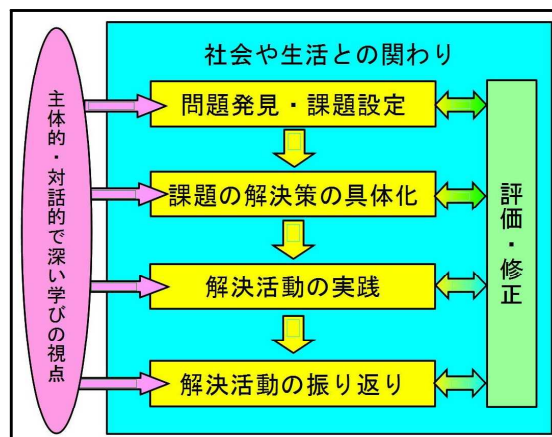 社会や生活との関わり
主体的・対話的で深い学びの視点
問題発見・課題設定
課題の解決策の具体化
解決活動の実践
解決活動の振り返り
評価・修正